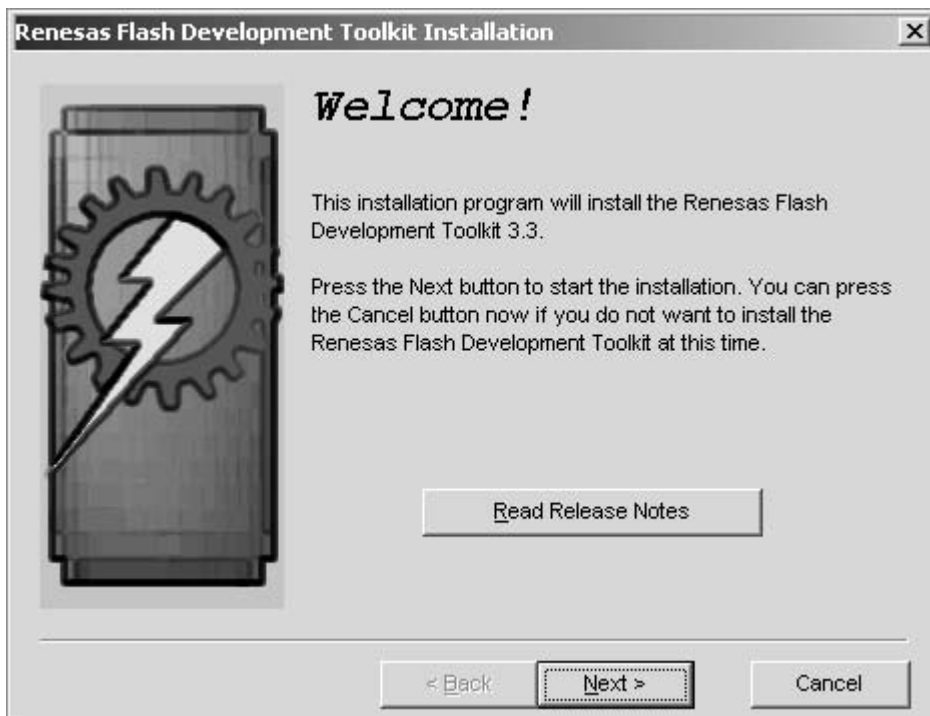 Renesas Flash Development Toolkit Installation
Welcome!
This installation program will install the Renesas Flash
Development Toolkit 3.3.
Press the Next button to start the installation. You can press
the Cancel button now if you do not want to install the
Renesas Flash Development Toolkit at this time.
Read Release Notes
< Back
Next >
Cancel